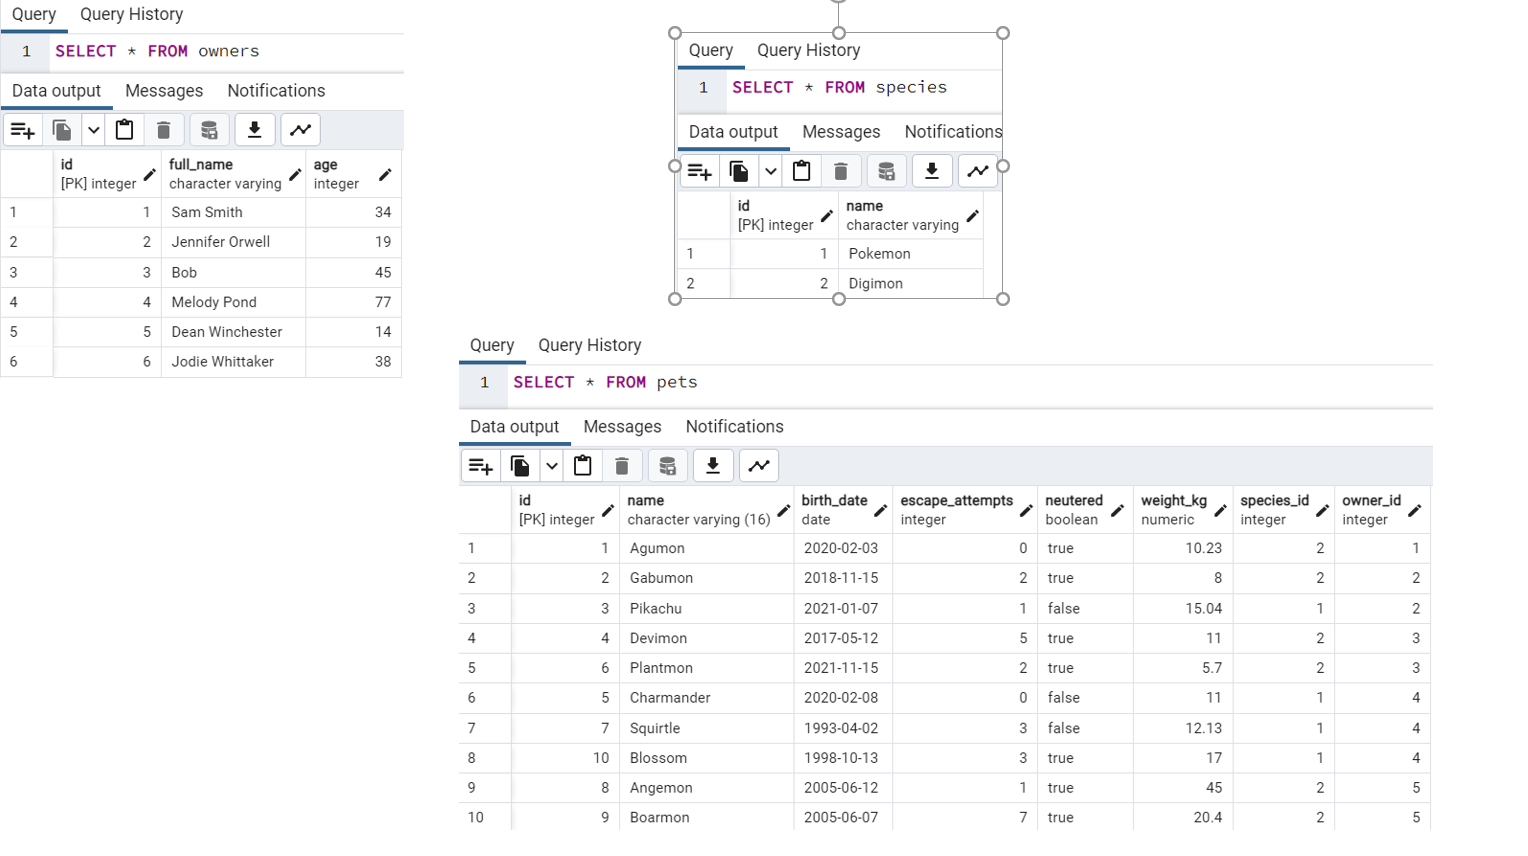 Query Query History
1 SELECT * FROM owners
Data output Messages Notifications
id full_name age
[PK] integer character varying integer
1 1 Sam Smith 34
2 2 Jennifer Orwell 19
3 3 Bob 45
4 4 Melody Pond 77
5 5 Dean Winchester 14
6 6 Jodie Whittaker 38
Query Query History
1 SELECT * FROM species
Data output Messages Notifications
id name
[PK] integer character varying
1 1 Pokemon
2 2 Digimon
Query Query History
1 SELECT * FROM pets
Data output Messages Notifications
id name birth_date escape_attempts neutered weight_kg species_id owner_id
[PK] integer character varying (16) date integer boolean numeric integer integer
1 1 Agumon 2020-02-03 0 true 10.23 2 1
2 2 Gabumon 2018-11-15 2 true 8 2 2
3 3 Pikachu 2021-01-07 1 false 15.04 1 2
4 4 Devimon 2017-05-12 5 true 11 2 3
5 6 Plantmon 2021-11-15 2 true 5.7 2 3
6 5 Charmander 2020-02-08 0 false 11 1 4
7 7 Squirtle 1993-04-02 3 false 12.13 1 4
8 10 Blossom 1998-10-13 3 true 17 1 4
9 8 Angemon 2005-06-12 1 true 45 2 5
10 9 Boarmon 2005-06-07 7 true 20.4 2 5